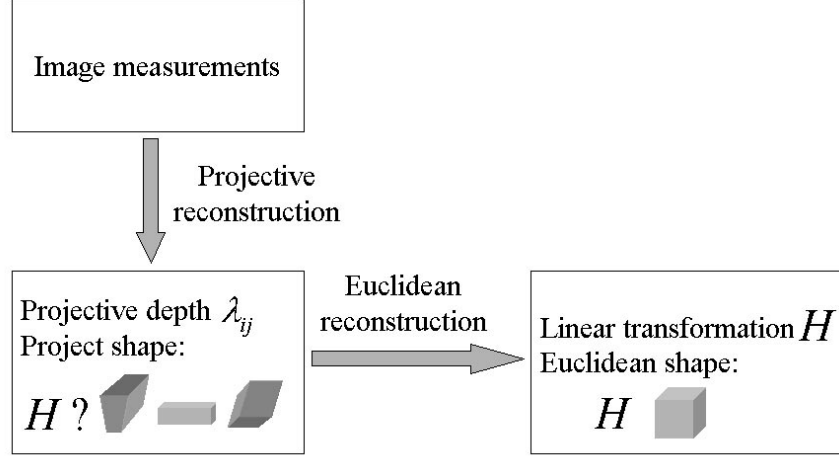 Image measurements
Projective
reconstruction
Projective depth λij
Project shape:
H ?
Euclidean
reconstruction
Linear transformation H
Euclidean shape:
H